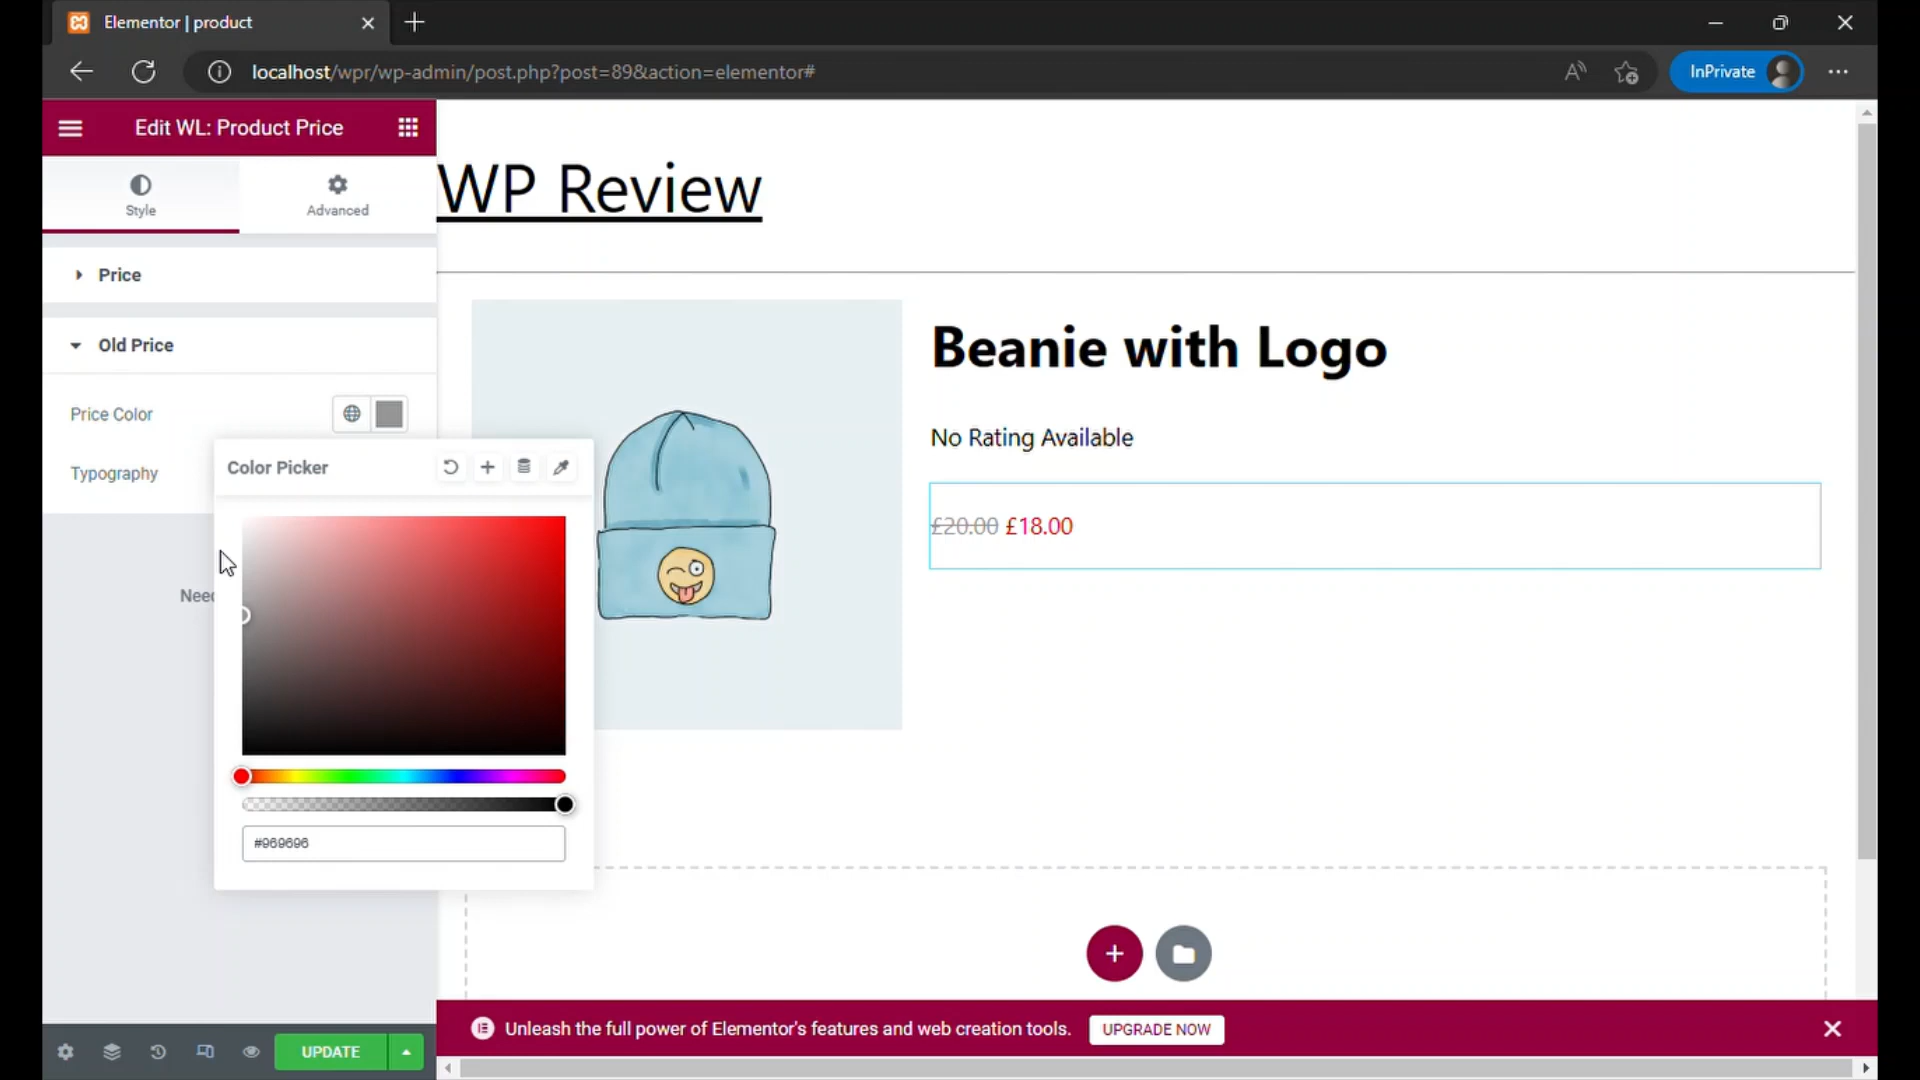 Elementor | product
localhost/wpr/wp-admin/post.php?post=89&action=elementor#
InPrivate
Edit WL: Product Price
Style
Advanced
Price
Old Price
Price Color
Typography
Color Picker
Need
#969696
UPDATE
WP Review
Beanie with Logo
No Rating Available
£20.00 £18.00
Unleash the full power of Elementor's features and web creation tools.
UPGRADE NOW